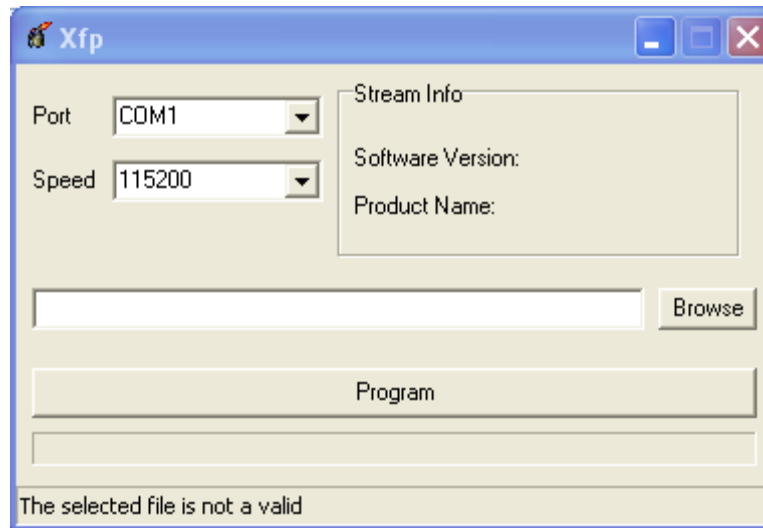 Xfp
Port COM1
Speed 115200
Stream Info
Software Version:
Product Name:
Browse
Program
The selected file is not a valid